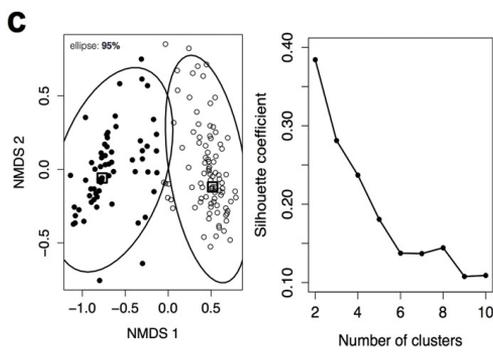 C
ellipse: 95%
0.5
0.0
−0.5
NMDS 2
−1.0 −0.5 0.0 0.5
NMDS 1
0.40
0.30
0.20
0.10
Silhouette coefficient
2 4 6 8 10
Number of clusters